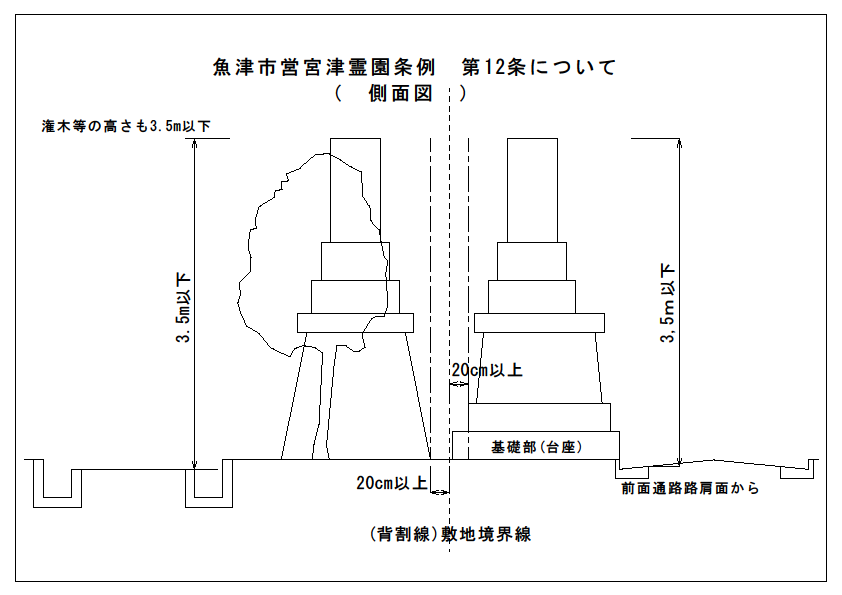 魚津市営宮津霊園条例　第12条について
(　側面図　)
潅木等の高さも3.5m以下
3.5m以下
3,5m以下
20cm以上
基礎部(台座)
20cm以上
前面通路路肩面から
(背割線)敷地境界線